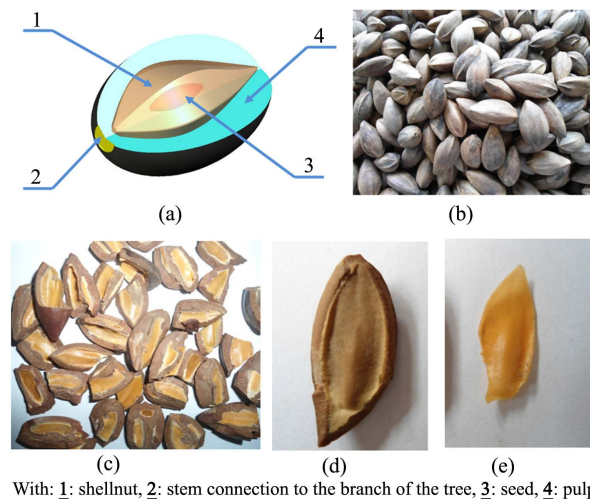 1
4
2
3
(a)
(b)
(c)
(d)
(e)
With: 1: shellnut, 2: stem connection to the branch of the tree, 3: seed, 4: pulp